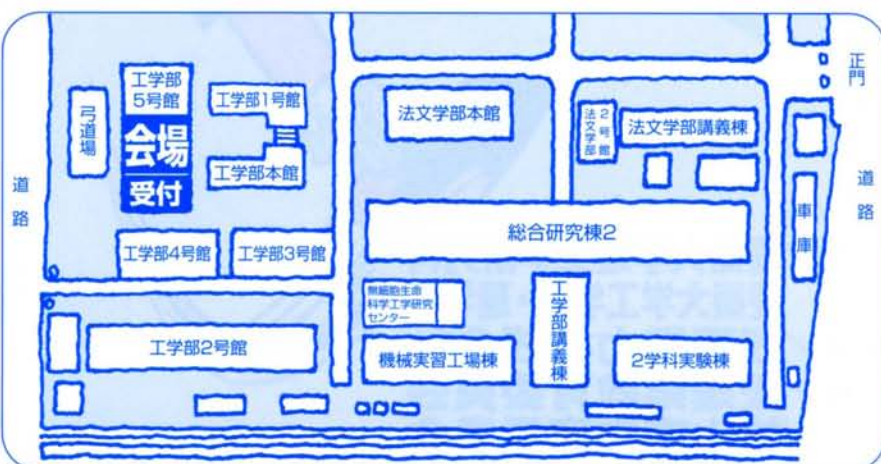 工学部
5号館
会場
受付
弓道場
工学部1号館
工学部本館
道路
工学部4号館
工学部3号館
工学部2号館
法文学部本館
法文学部
2号館
法文学部講義棟
正門
道路
車庫
総合研究棟2
無細胞生命
科学工学研究
センター
工学部講義棟
機械実習工場棟
2学科実験棟